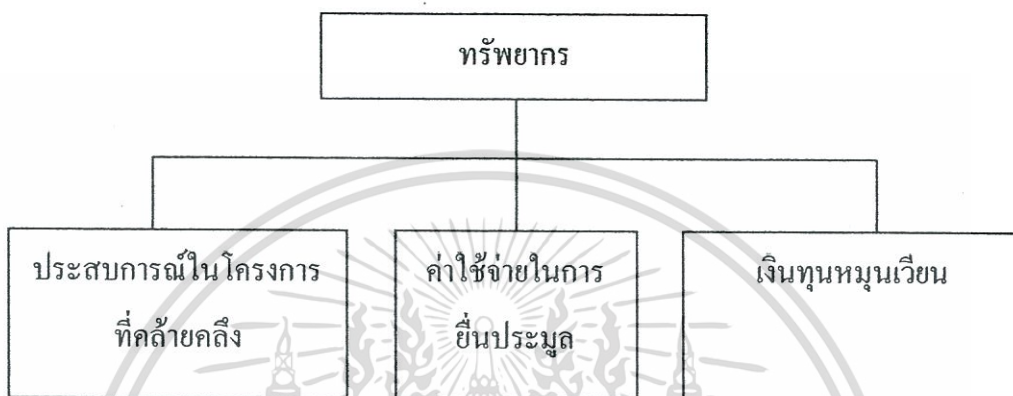 ทรัพยากร
ประสบการณ์ในโครงการ
ที่คล้ายคลึง
ค่าใช้จ่ายในการ
ยื่นประมูล
เงินทุนหมุนเวียน